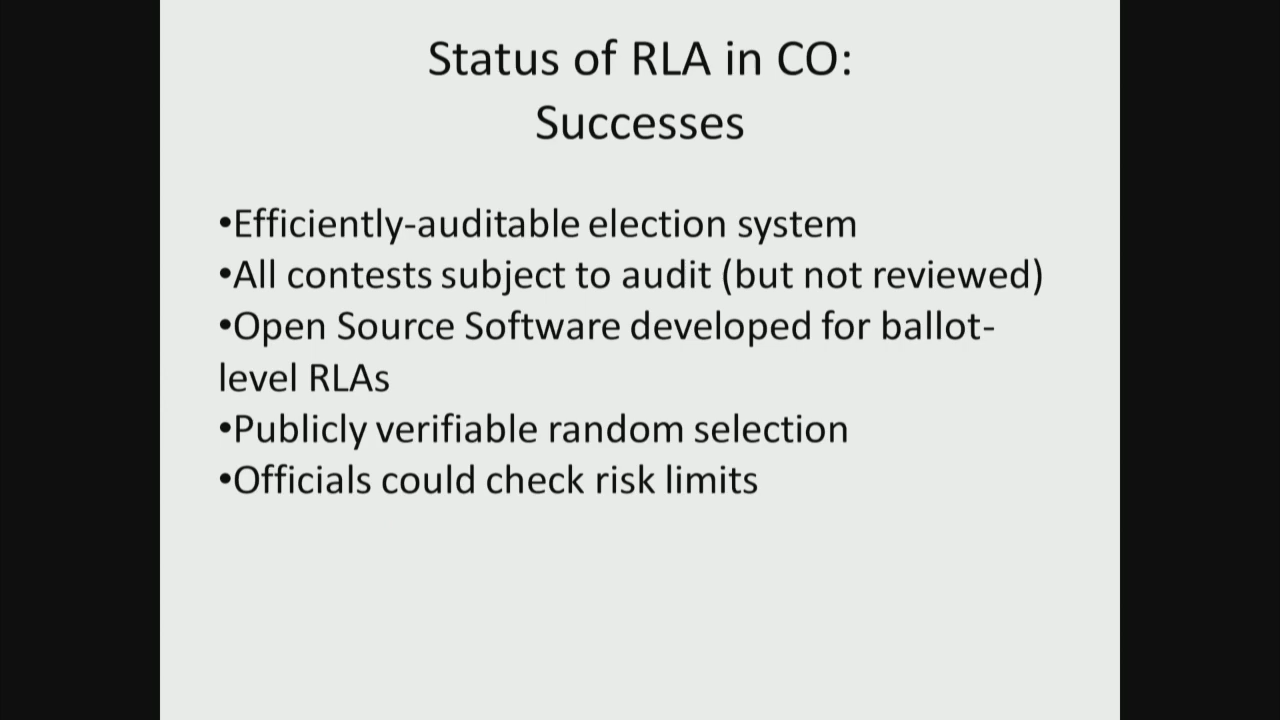 Status of RLA in CO:
Successes
•Efficiently-auditable election system
•All contests subject to audit (but not reviewed)
•Open Source Software developed for ballot-
level RLAs
•Publicly verifiable random selection
•Officials could check risk limits